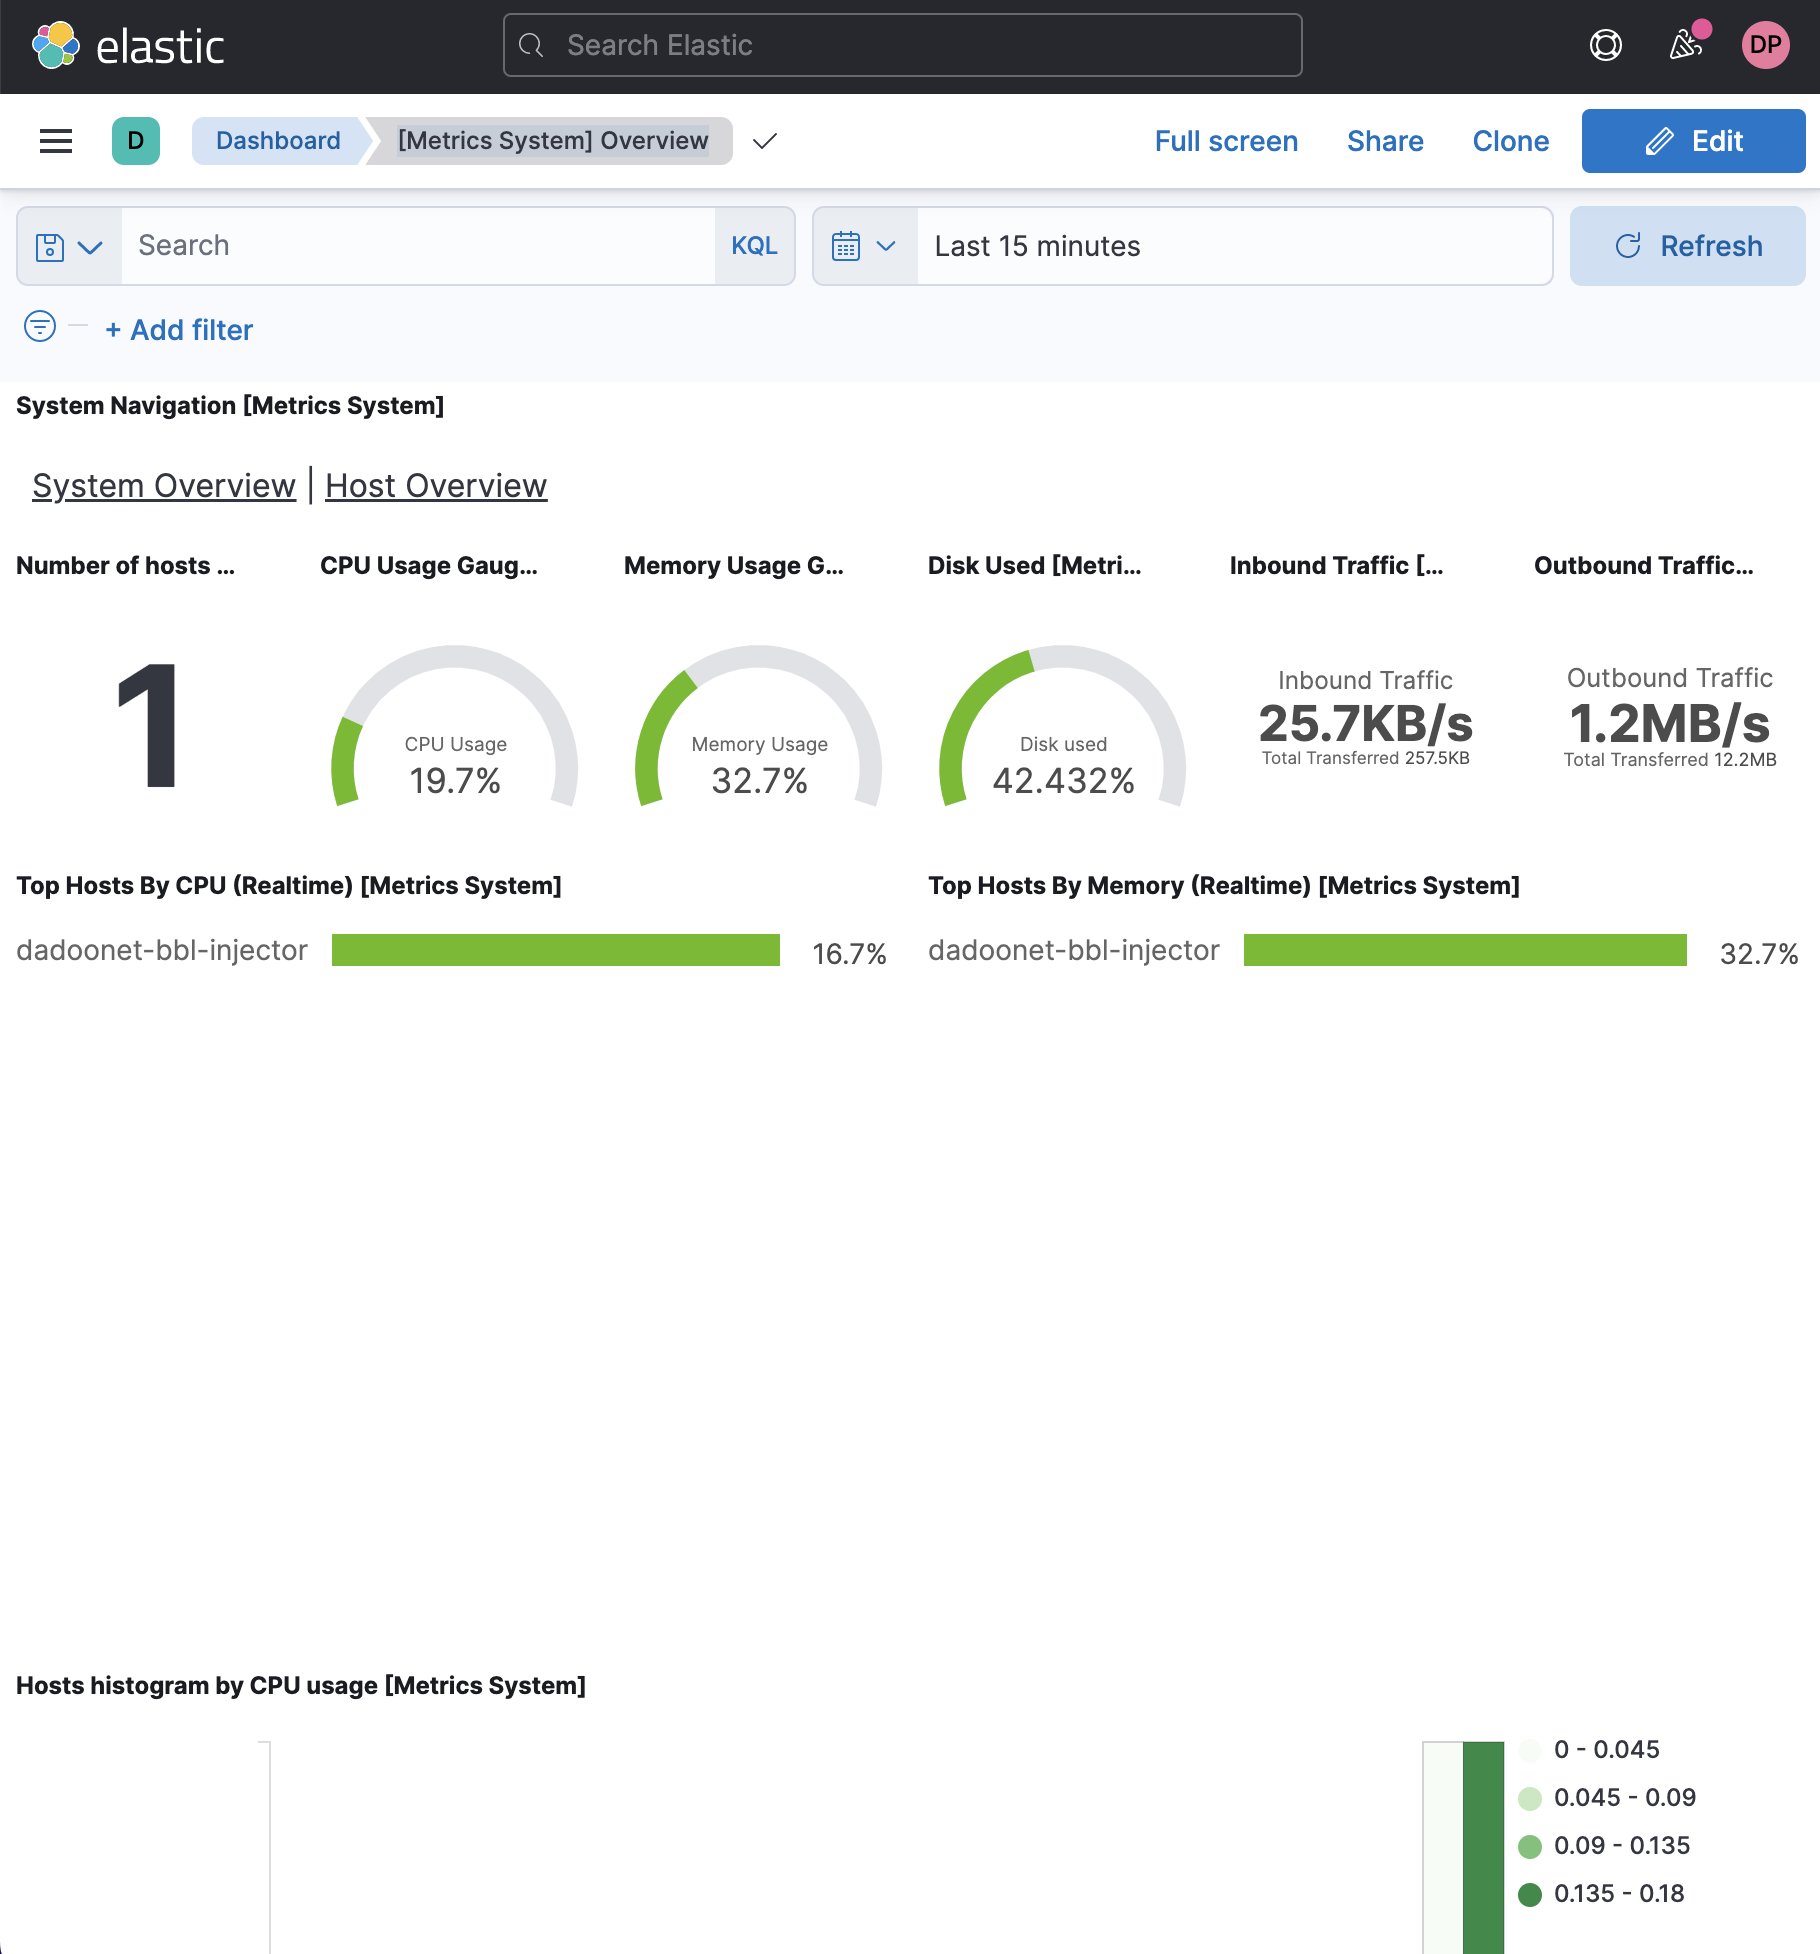 elastic
Search Elastic
DP
D
Dashboard
[Metrics System] Overview
Full screen
Share
Clone
Edit
Search
KQL
Last 15 minutes
Refresh
+ Add filter
System Navigation [Metrics System]
System Overview | Host Overview
Number of hosts ...
CPU Usage Gaug...
Memory Usage G...
Disk Used [Metri...
Inbound Traffic [...
Outbound Traffic...
1
CPU Usage
19.7%
Memory Usage
32.7%
Disk used
42.432%
Inbound Traffic
25.7KB/s
Total Transferred 257.5KB
Outbound Traffic
1.2MB/s
Total Transferred 12.2MB
Top Hosts By CPU (Realtime) [Metrics System]
dadoonet-bbl-injector
16.7%
Top Hosts By Memory (Realtime) [Metrics System]
dadoonet-bbl-injector
32.7%
Hosts histogram by CPU usage [Metrics System]
0 - 0.045
0.045 - 0.09
0.09 - 0.135
0.135 - 0.18